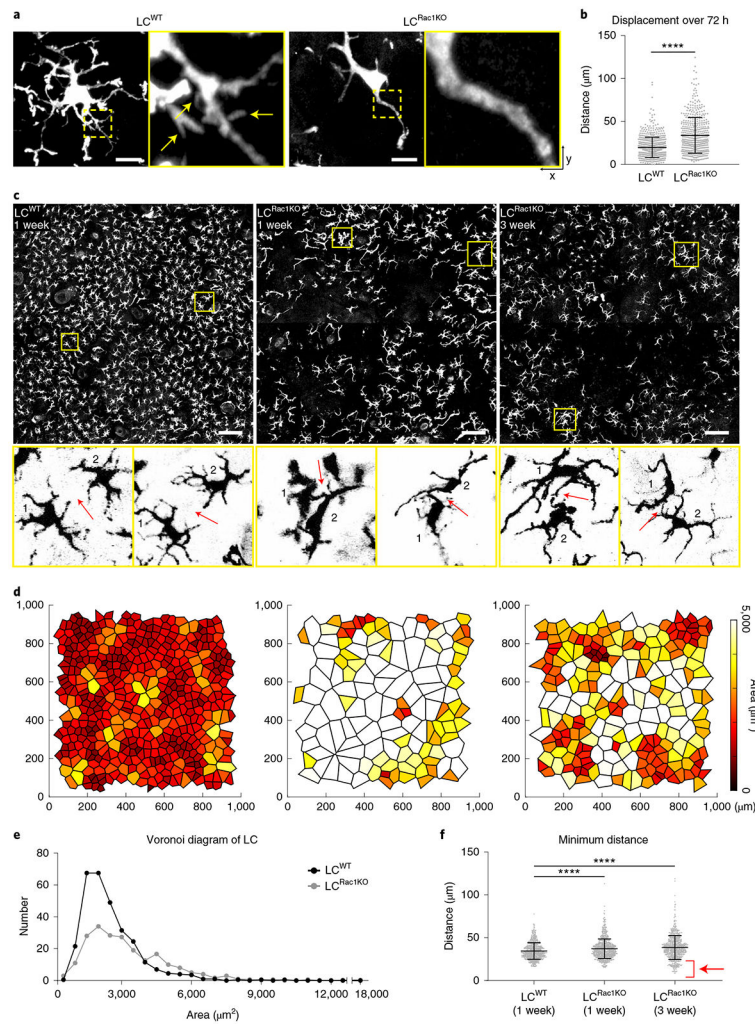 a
LC^WT
LC^Rac1KO
y
x
b
Displacement over 72 h
****
150
100
50
0
Distance (μm)
LC^WT
LC^Rac1KO
c
LC^WT
1 week
LC^Rac1KO
1 week
LC^Rac1KO
3 week
1
2
1
2
1
2
1
2
1
2
1
2
d
1,000
800
600
400
200
0
0
200
400
600
800
1,000
1,000
800
600
400
200
0
0
200
400
600
800
1,000
1,000
800
600
400
200
0
0
200
400
600
800
1,000
(μm)
5,000
Area (μm²)
0
e
Voronoi diagram of LC
80
60
40
20
0
Number
LC^WT
LC^Rac1KO
0
3,000
6,000
9,000
12,000
18,000
Area (μm²)
f
Minimum distance
****
****
150
100
50
0
Distance (μm)
LC^WT
(1 week)
LC^Rac1KO
(1 week)
LC^Rac1KO
(3 week)